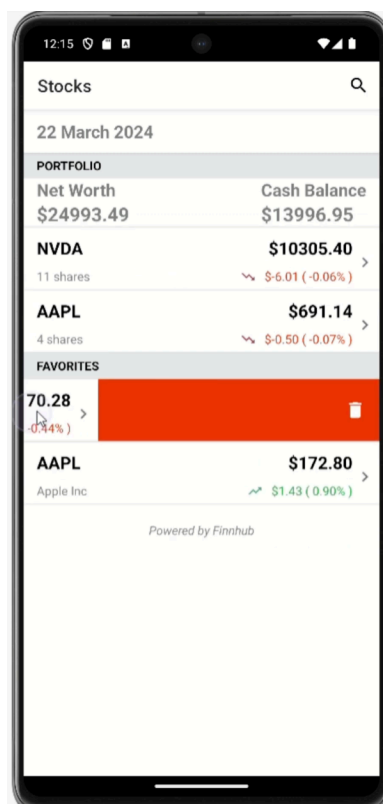 12:15
Stocks
22 March 2024
PORTFOLIO
Net Worth Cash Balance
$24993.49 $13996.95
NVDA $10305.40
11 shares $-6.01 ( -0.06% )
AAPL $691.14
4 shares $-0.50 ( -0.07% )
FAVORITES
70.28
-0.44% )
AAPL $172.80
Apple Inc $1.43 ( 0.90% )
Powered by Finnhub